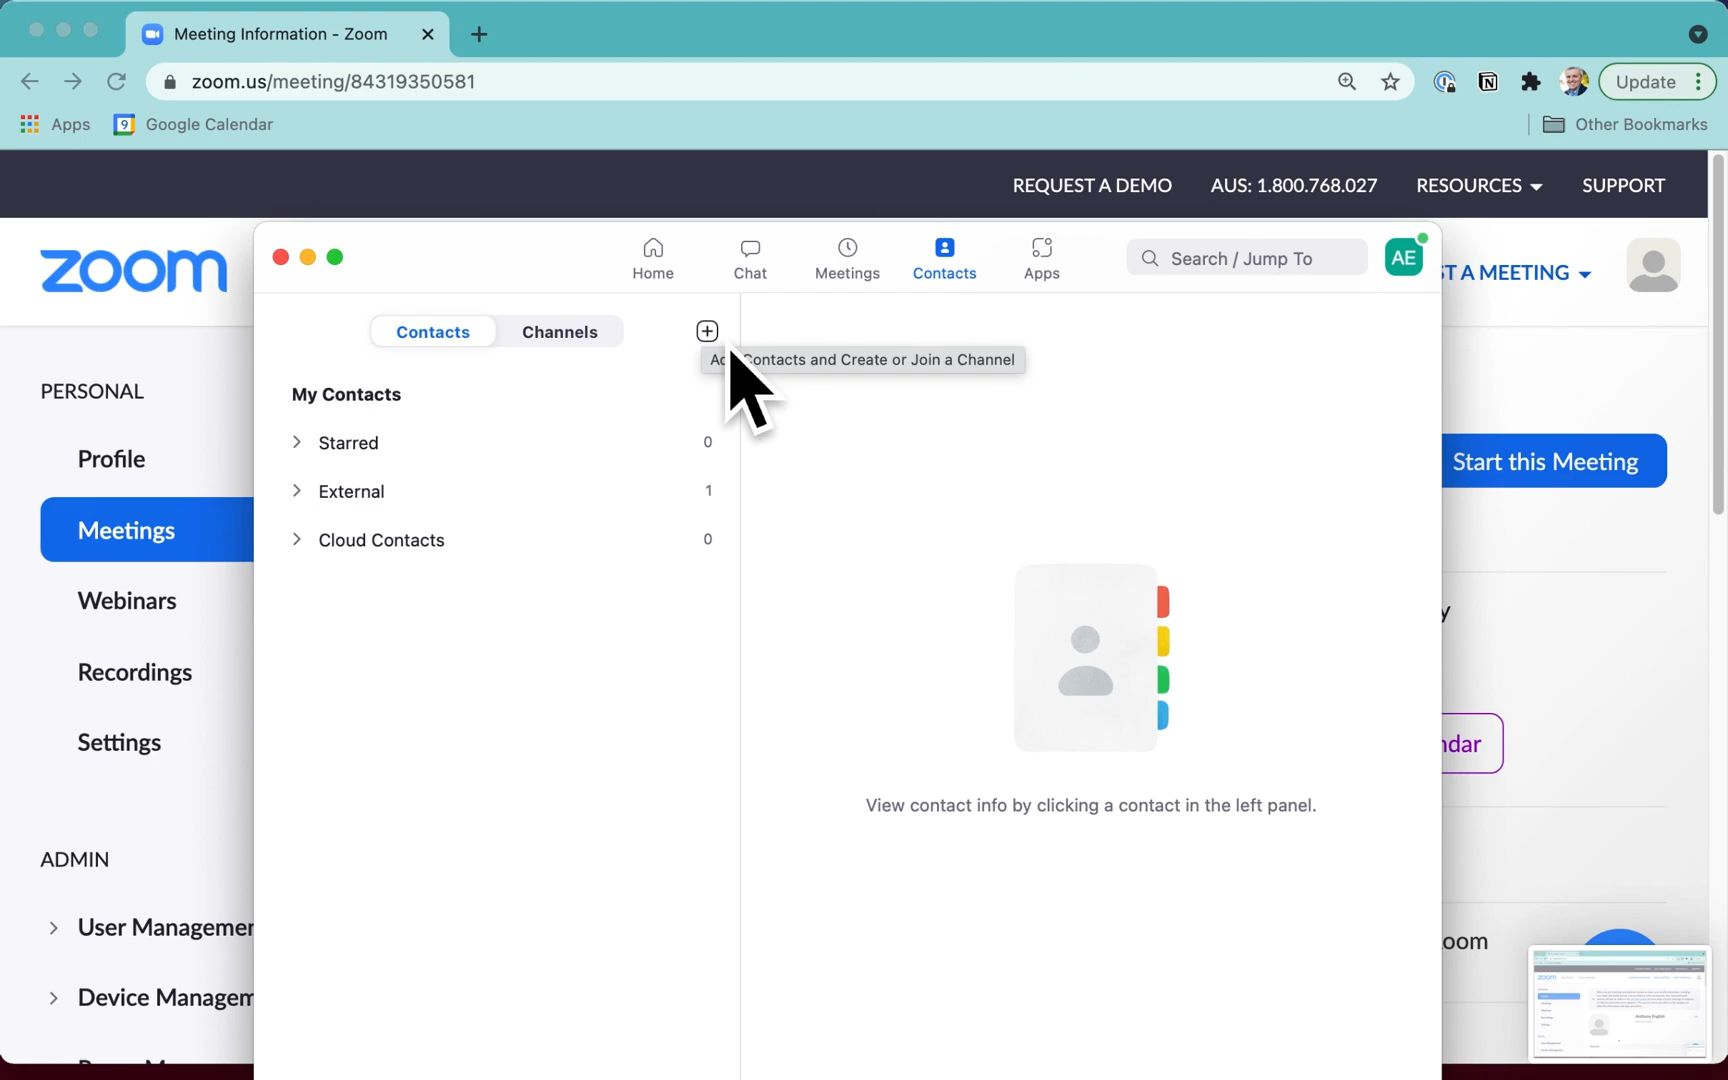 Meeting Information - Zoom
zoom.us/meeting/84319350581
Update
Apps
9
Google Calendar
Other Bookmarks
REQUEST A DEMO
AUS: 1.800.768.027
RESOURCES
SUPPORT
zoom
Home
Chat
Meetings
Contacts
Apps
Search / Jump To
AE
ST A MEETING
Contacts
Channels
Contacts and Create or Join a Channel
My Contacts
Starred 0
External 1
Cloud Contacts 0
PERSONAL
Profile
Meetings
Webinars
Recordings
Settings
ADMIN
User Managemen
Device Managem
Start this Meeting
y
ndar
View contact info by clicking a contact in the left panel.
oom
zoom